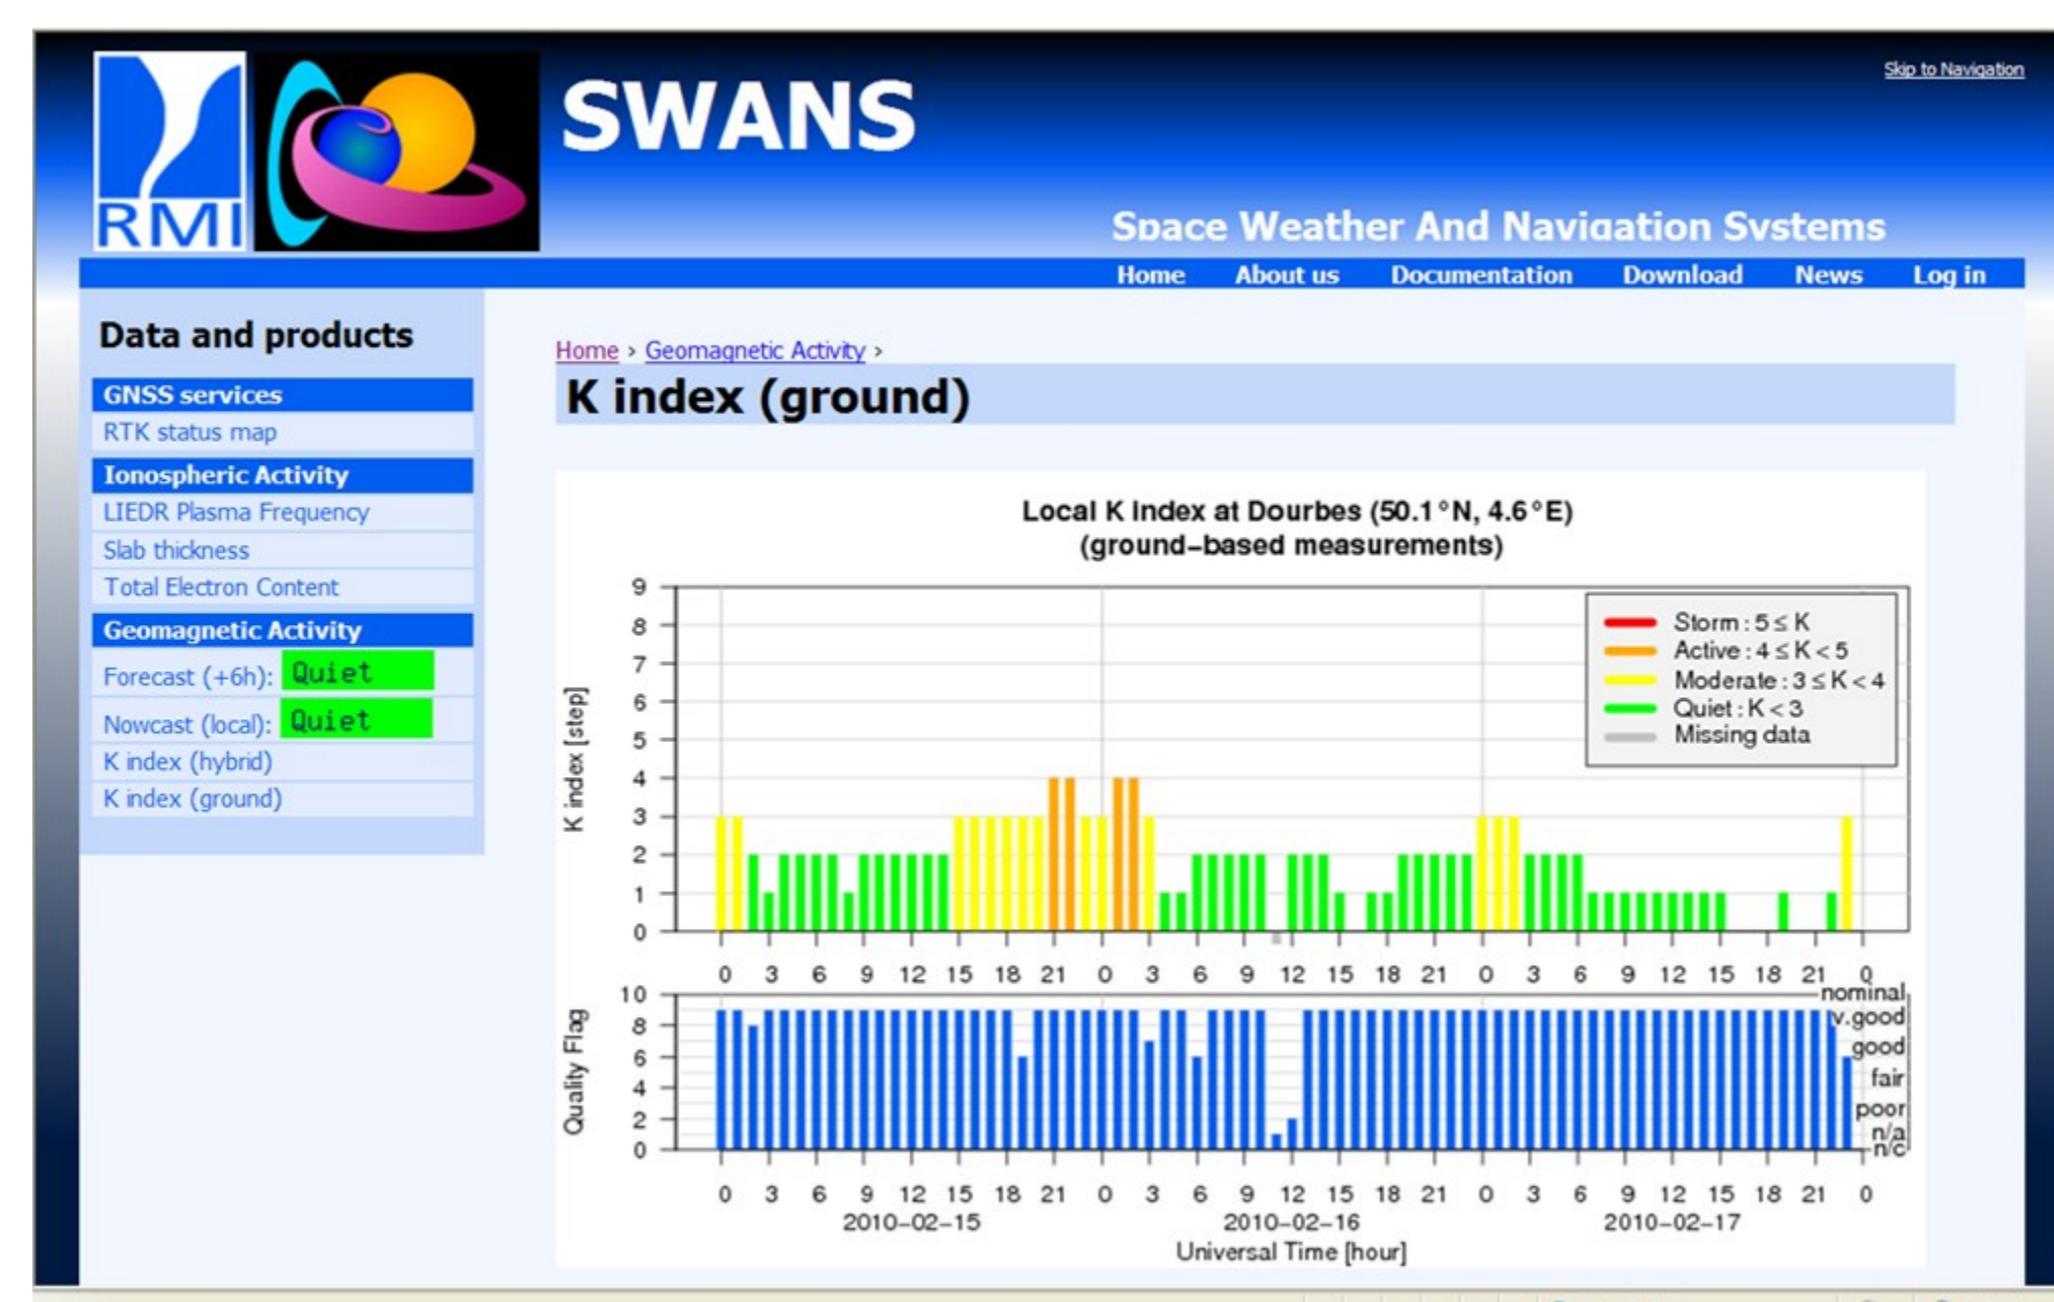 Skip to Navigation
RMI
SWANS
Space Weather And Navigation Systems
Home About us Documentation Download News Log in
Data and products
GNSS services
RTK status map
Ionospheric Activity
LIEDR Plasma Frequency
Slab thickness
Total Electron Content
Geomagnetic Activity
Forecast (+6h): Quiet
Nowcast (local): Quiet
K index (hybrid)
K index (ground)
Home › Geomagnetic Activity ›
K index (ground)
Local K index at Dourbes (50.1°N, 4.6°E)
(ground-based measurements)
K index [step]
9
8
7
6
5
4
3
2
1
0
Storm : 5 ≤ K
Active : 4 ≤ K < 5
Moderate : 3 ≤ K < 4
Quiet : K < 3
Missing data
0 3 6 9 12 15 18 21 0 3 6 9 12 15 18 21 0 3 6 9 12 15 18 21 0
Quality Flag
10
8
6
4
2
0
nominal
v.good
good
fair
poor
n/a
n/c
0 3 6 9 12 15 18 21 0 3 6 9 12 15 18 21 0 3 6 9 12 15 18 21 0
2010-02-15 2010-02-16 2010-02-17
Universal Time [hour]